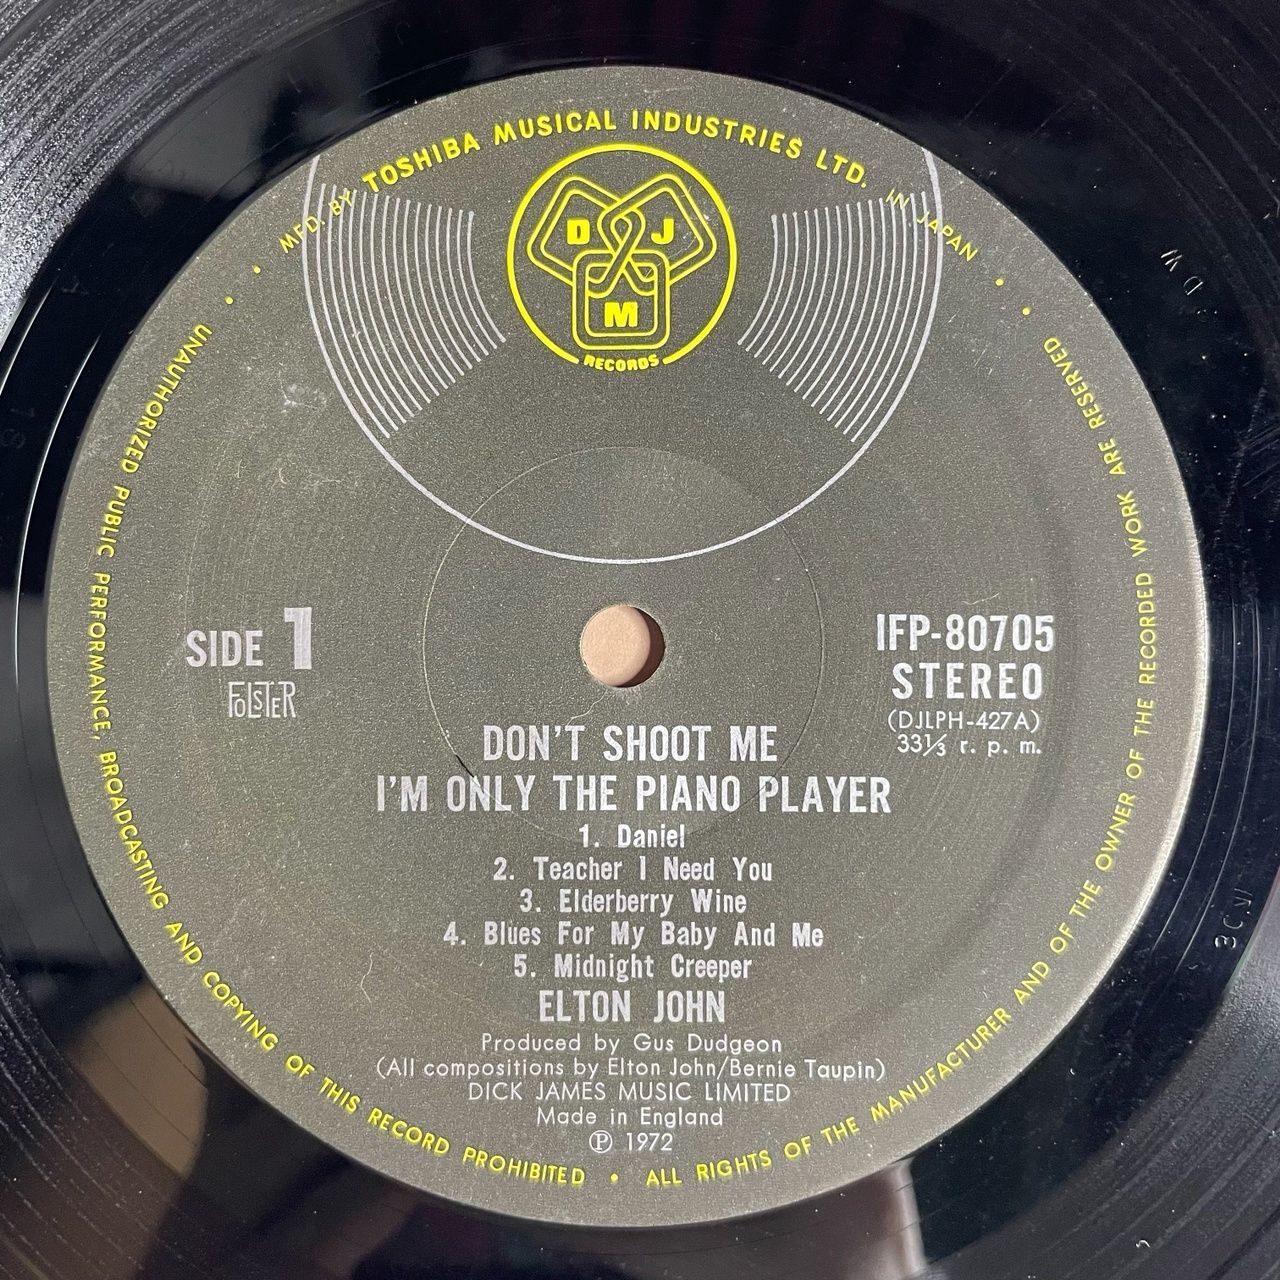 MFD. BY TOSHIBA MUSICAL INDUSTRIES LTD. IN JAPAN
D J
M
RECORDS
SIDE 1
FOLSTER
IFP-80705
STEREO
(DJLPH-427A)
33⅓ r. p. m.
DON'T SHOOT ME
I'M ONLY THE PIANO PLAYER
1. Daniel
2. Teacher I Need You
3. Elderberry Wine
4. Blues For My Baby And Me
5. Midnight Creeper
ELTON JOHN
Produced by Gus Dudgeon
(All compositions by Elton John/Bernie Taupin)
DICK JAMES MUSIC LIMITED
Made in England
℗ 1972
UNAUTHORIZED PUBLIC PERFORMANCE, BROADCASTING AND COPYING OF THIS RECORD PROHIBITED • ALL RIGHTS OF THE MANUFACTURER AND OF THE OWNER OF THE RECORDED WORK ARE RESERVED